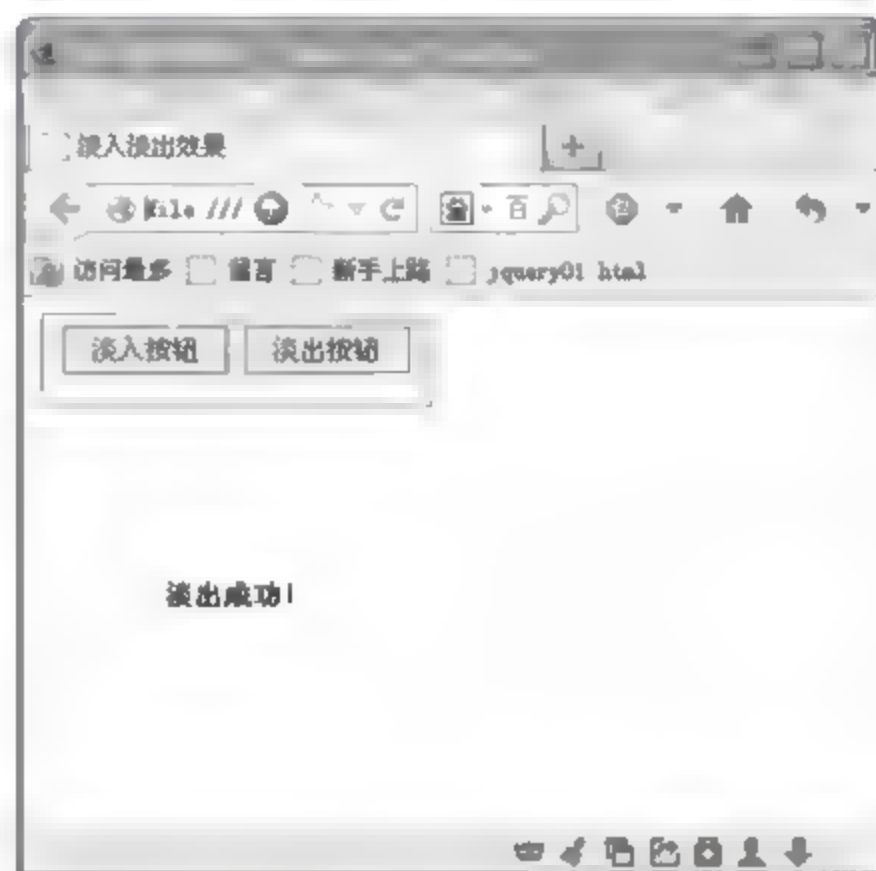 淡入淡出效果
file ///
百
访问最多 留言 新手上路 jquery01 html
淡入按钮 淡出按钮
淡出成功!